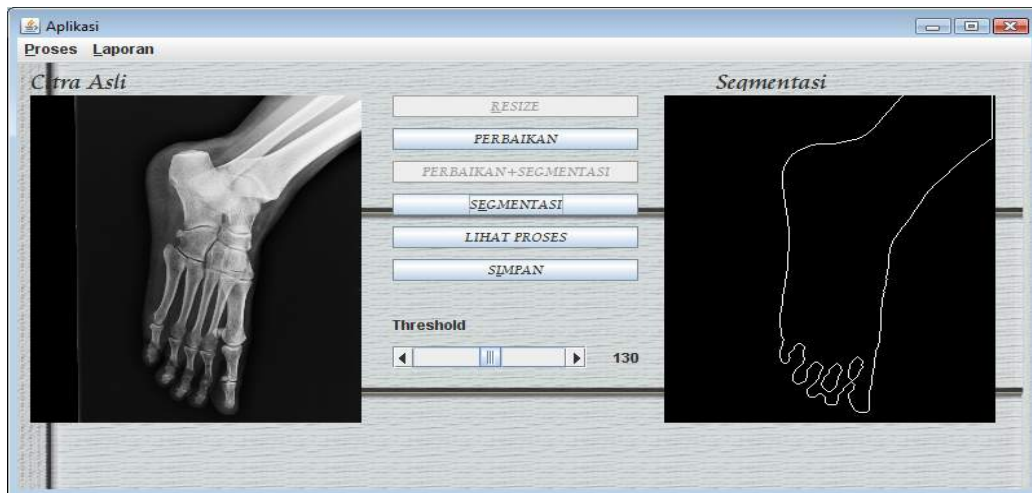 Aplikasi
Proses Laporan
Citra Asli
Segmentasi
RESIZE
PERBAIKAN
PERBAIKAN+SEGMENTASI
SEGMENTASI
LIHAT PROSES
SIMPAN
Threshold
130